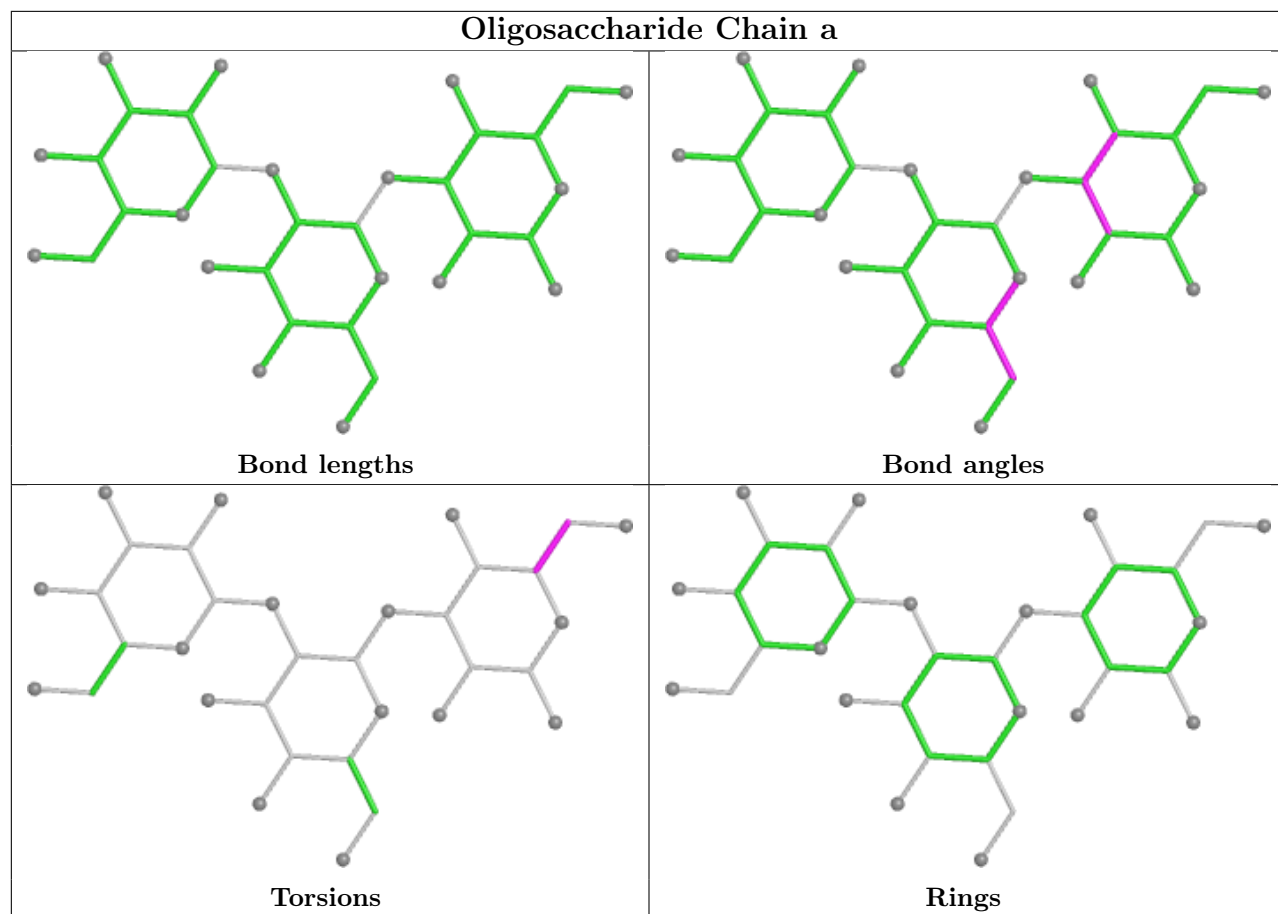 Oligosaccharide Chain a
Bond lengths
Bond angles
Torsions
Rings